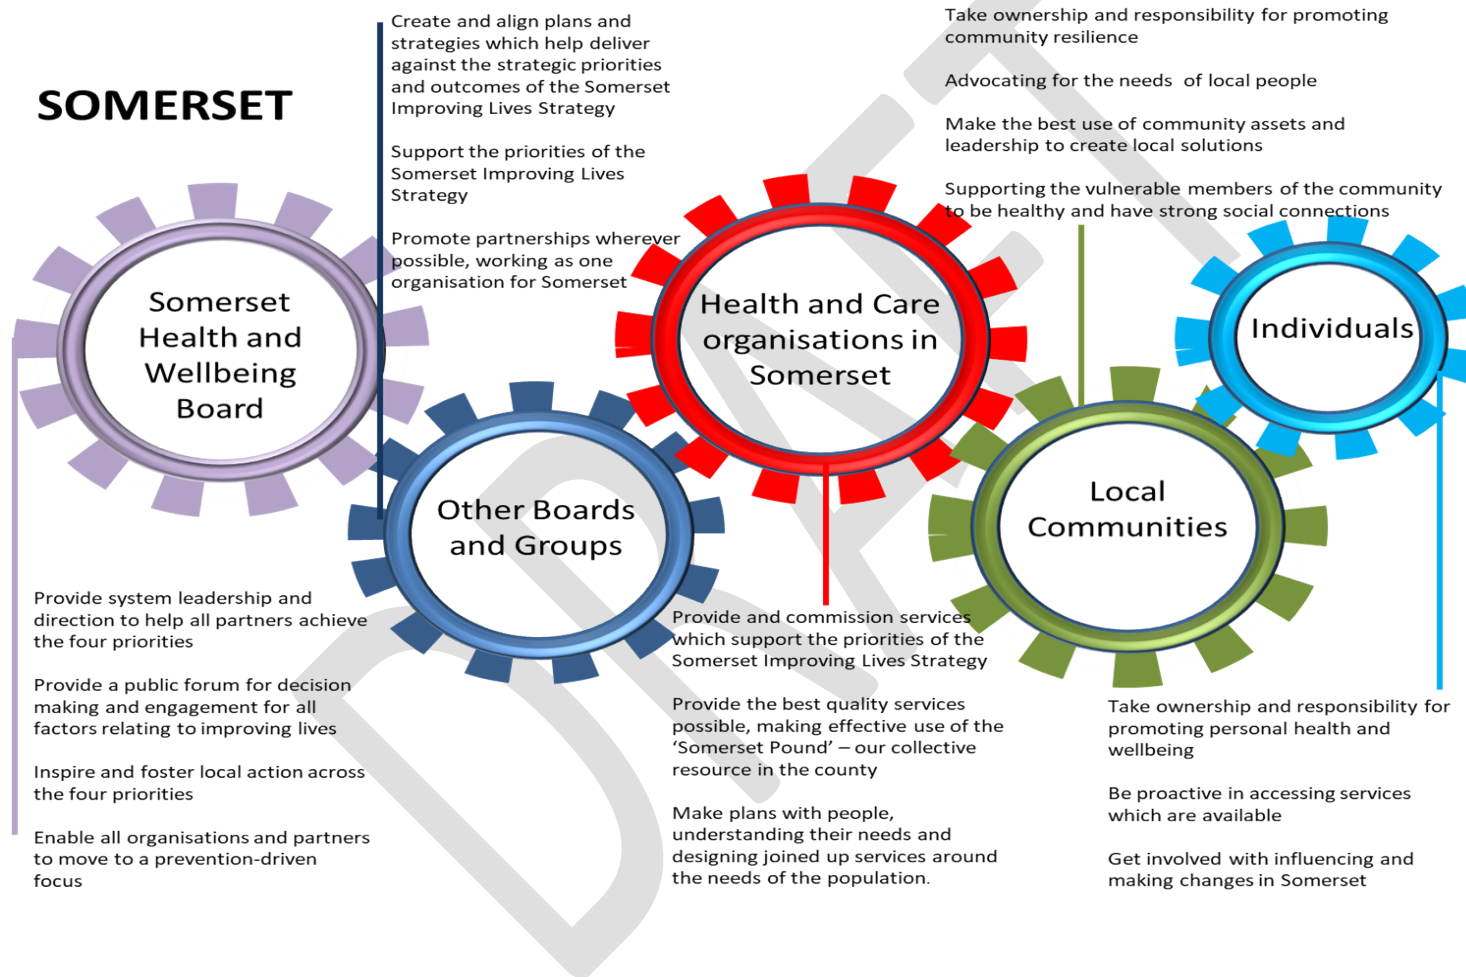 SOMERSET
Create and align plans and
strategies which help deliver
against the strategic priorities
and outcomes of the Somerset
Improving Lives Strategy
Support the priorities of the
Somerset Improving Lives
Strategy
Promote partnerships wherever
possible, working as one
organisation for Somerset
Take ownership and responsibility for promoting
community resilience
Advocating for the needs of local people
Make the best use of community assets and
leadership to create local solutions
Supporting the vulnerable members of the community
to be healthy and have strong social connections
Somerset
Health and
Wellbeing
Board
Other Boards
and Groups
Health and Care
organisations in
Somerset
Local
Communities
Individuals
Provide system leadership and
direction to help all partners achieve
the four priorities
Provide a public forum for decision
making and engagement for all
factors relating to improving lives
Inspire and foster local action across
the four priorities
Enable all organisations and partners
to move to a prevention-driven
focus
Provide and commission services
which support the priorities of the
Somerset Improving Lives Strategy
Provide the best quality services
possible, making effective use of the
‘Somerset Pound’ – our collective
resource in the county
Make plans with people,
understanding their needs and
designing joined up services around
the needs of the population.
Take ownership and responsibility for
promoting personal health and
wellbeing
Be proactive in accessing services
which are available
Get involved with influencing and
making changes in Somerset
DRAFT